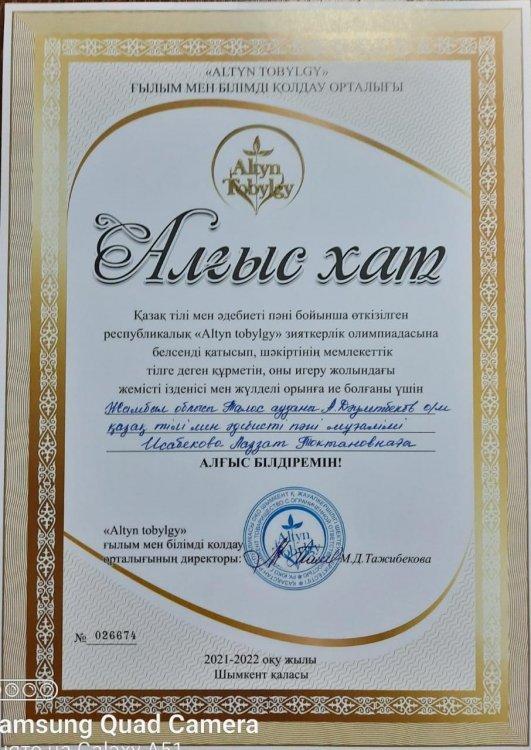 «ALTYN TOBYLGY»
ҒЫЛЫМ МЕН БІЛІМДІ ҚОЛДАУ ОРТАЛЫҒЫ
Altyn
Tobylgy
Алғыс хат
Қазақ тілі мен әдебиеті пәні бойынша өткізілген
республикалық «Altyn tobylgy» зияткерлік олимпиадасына
белсенді қатысып, шәкіртінің мемлекеттік
тілге деген құрметін, оны игеру жолындағы
жемісті ізденісі мен жүлделі орынға ие болғаны үшін
Жамбыл облысы Талас ауданы А
қазақ тілі мен әдебиеті пәні мұғалімі
Исабекова Ляззат Токтановнаға
АЛҒЫС БІЛДІРЕМІН!
«Altyn tobylgy»
ғылым мен білімді қолдау
орталығының директоры:
М.Д.Тажибекова
Altyn
Tobylgy
№ 026674
2021-2022 оқу жылы
Шымкент қаласы
amsung Quad Camera